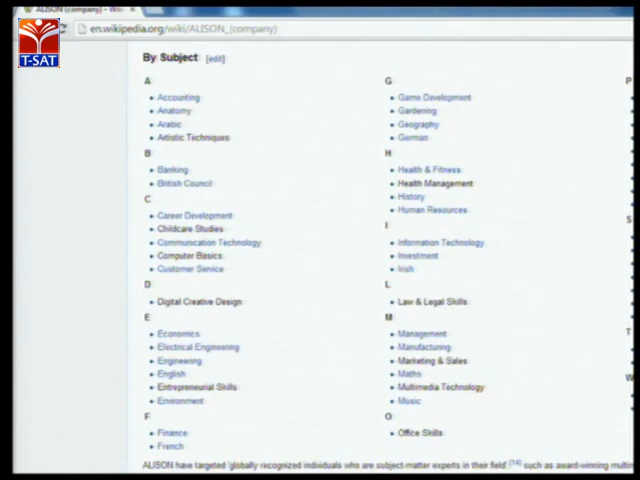 ALISON (company) - Wiki
T-SAT
en.wikipedia.org/wiki/ALISON_(company)
By Subject [edit]
A
Accounting
Anatomy
Arabic
Artistic Techniques
B
Banking
British Council
C
Career Development
Childcare Studies
Communication Technology
Computer Basics
Customer Service
D
Digital Creative Design
E
Economics
Electrical Engineering
Engineering
English
Entrepreneurial Skills
Environment
F
Finance
French
G
Game Development
Gardening
Geography
German
H
Health & Fitness
Health Management
History
Human Resources
I
Information Technology
Investment
Irish
L
Law & Legal Skills
M
Management
Manufacturing
Marketing & Sales
Maths
Multimedia Technology
Music
O
Office Skills
P
S
T
W
ALISON have targeted 'globally recognized individuals who are subject-matter experts in their field'[14] such as award-winning